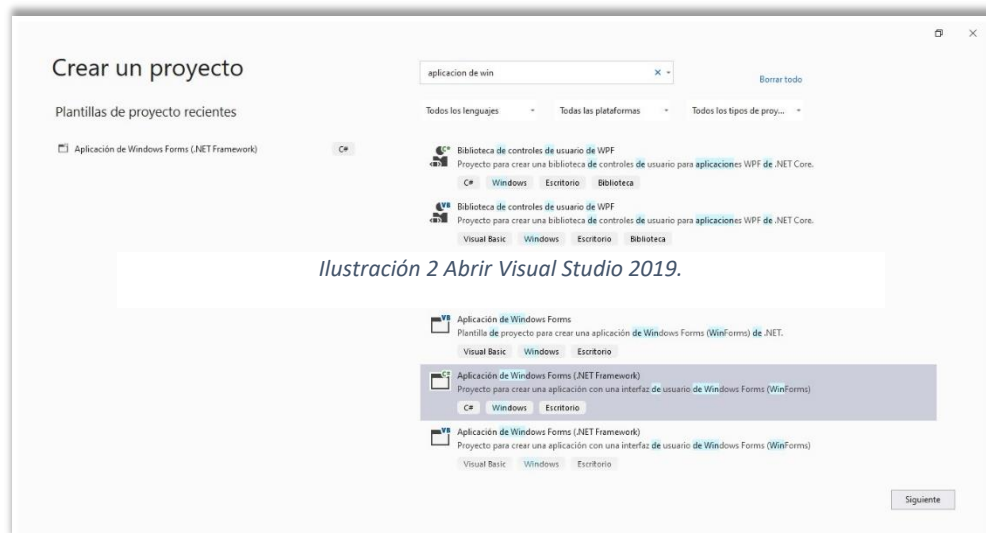 Crear un proyecto
aplicacion de win
Borrar todo
Plantillas de proyecto recientes
Todos los lenguajes
Todas las plataformas
Todos los tipos de proy...
Aplicación de Windows Forms (.NET Framework)
C#
Biblioteca de controles de usuario de WPF
Proyecto para crear una biblioteca de controles de usuario para aplicaciones WPF de .NET Core.
C# Windows Escritorio Biblioteca
Biblioteca de controles de usuario de WPF
Proyecto para crear una biblioteca de controles de usuario para aplicaciones WPF de .NET Core.
Visual Basic Windows Escritorio Biblioteca
Ilustración 2 Abrir Visual Studio 2019.
Aplicación de Windows Forms
Plantilla de proyecto para crear una aplicación de Windows Forms (WinForms) de .NET.
Visual Basic Windows Escritorio
Aplicación de Windows Forms (.NET Framework)
Proyecto para crear una aplicación con una interfaz de usuario de Windows Forms (WinForms)
C# Windows Escritorio
Aplicación de Windows Forms (.NET Framework)
Proyecto para crear una aplicación con una interfaz de usuario de Windows Forms (WinForms)
Visual Basic Windows Escritorio
Siguiente